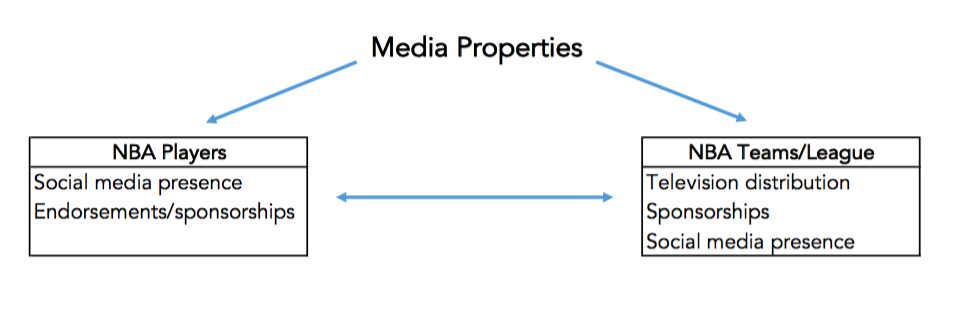 Media Properties
NBA Players
Social media presence
Endorsements/sponsorships
NBA Teams/League
Television distribution
Sponsorships
Social media presence